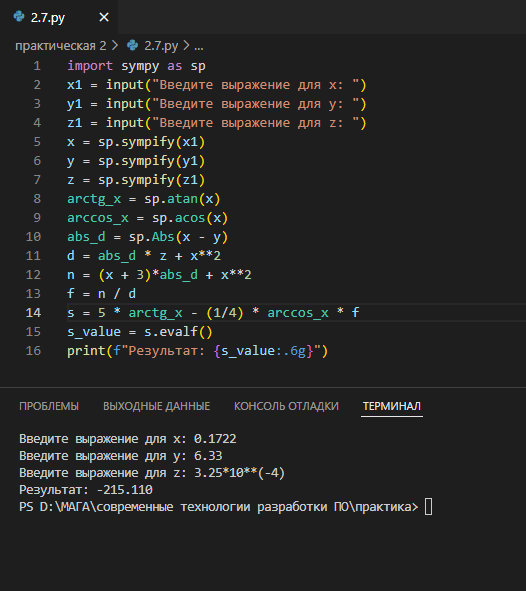 2.7.py ×
практическая 2 > 2.7.py > ...
1 import sympy as sp
2 x1 = input("Введите выражение для x: ")
3 y1 = input("Введите выражение для y: ")
4 z1 = input("Введите выражение для z: ")
5 x = sp.sympify(x1)
6 y = sp.sympify(y1)
7 z = sp.sympify(z1)
8 arctg_x = sp.atan(x)
9 arccos_x = sp.acos(x)
10 abs_d = sp.Abs(x - y)
11 d = abs_d * z + x**2
12 n = (x + 3)*abs_d + x**2
13 f = n / d
14 s = 5 * arctg_x - (1/4) * arccos_x * f
15 s_value = s.evalf()
16 print(f"Результат: {s_value:.6g}")
ПРОБЛЕМЫ ВЫХОДНЫЕ ДАННЫЕ КОНСОЛЬ ОТЛАДКИ ТЕРМИНАЛ
Введите выражение для x: 0.1722
Введите выражение для y: 6.33
Введите выражение для z: 3.25*10**(-4)
Результат: -215.110
PS D:\МАГА\современные технологии разработки ПО\практика>